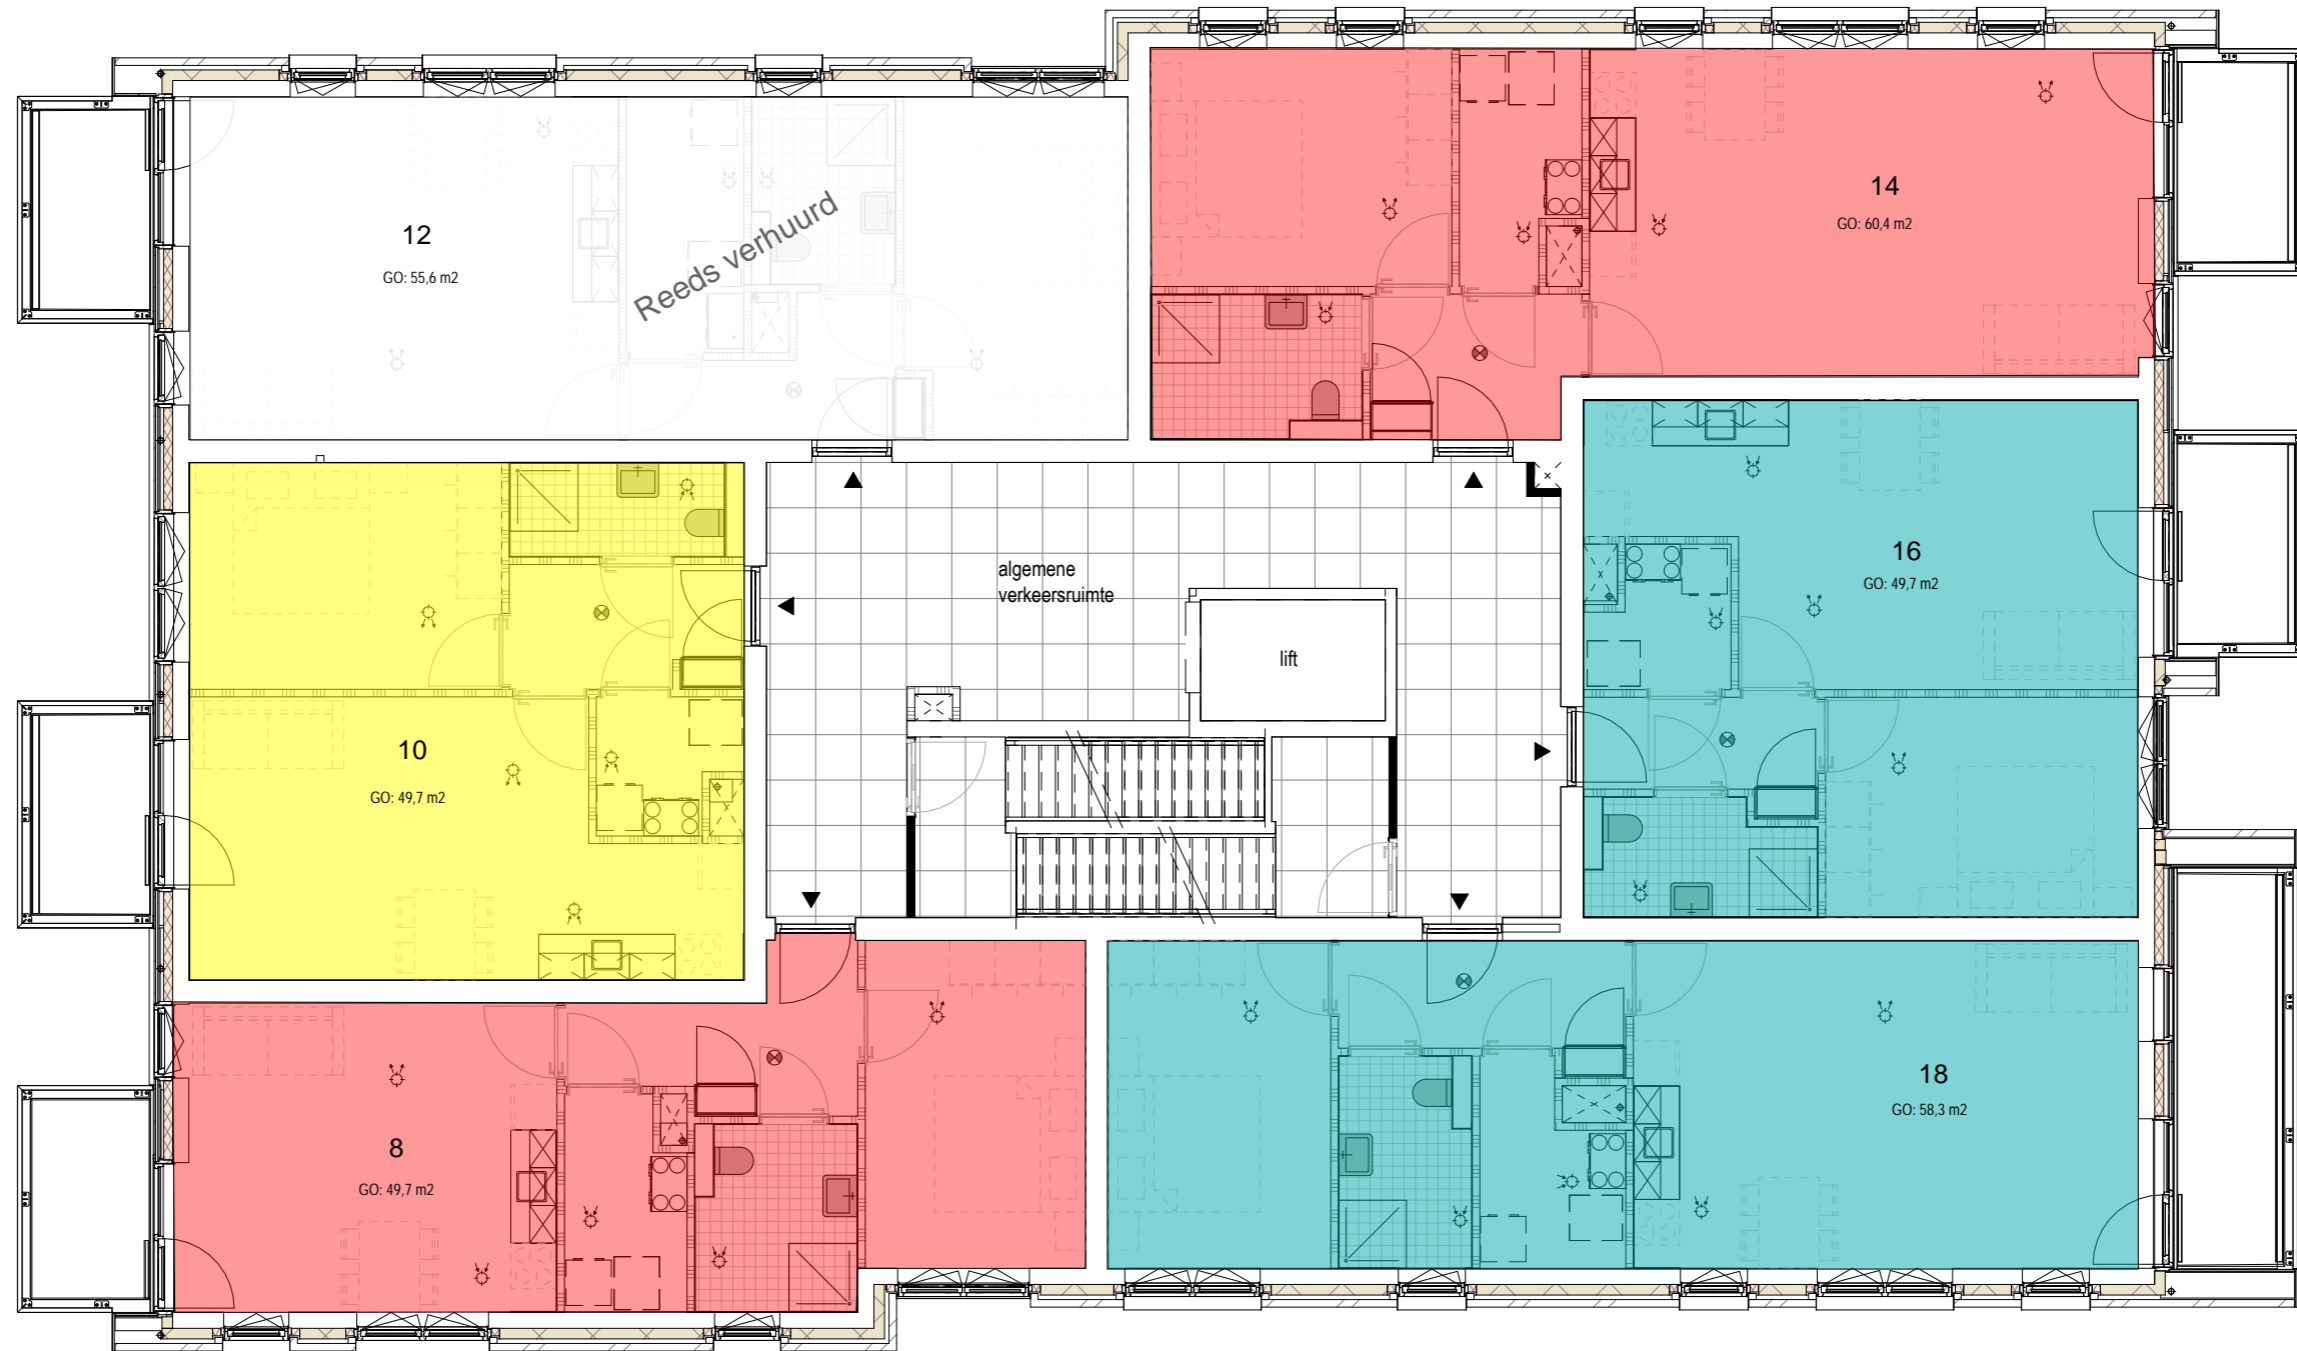 14
GO: 60,4 m2
12
GO: 55,6 m2
Reeds verhuurd
16
GO: 49,7 m2
algemene
verkeersruimte
lift
10
GO: 49,7 m2
18
GO: 58,3 m2
8
GO: 49,7 m2